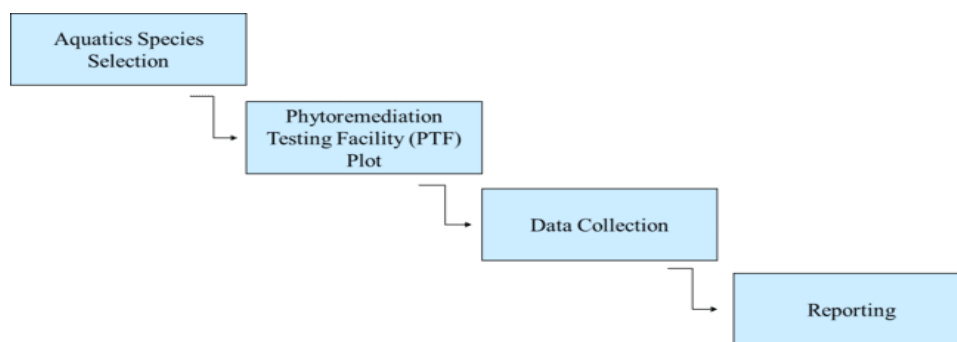 Aquatics Species
Selection
Phytoremediation
Testing Facility (PTF)
Plot
Data Collection
Reporting